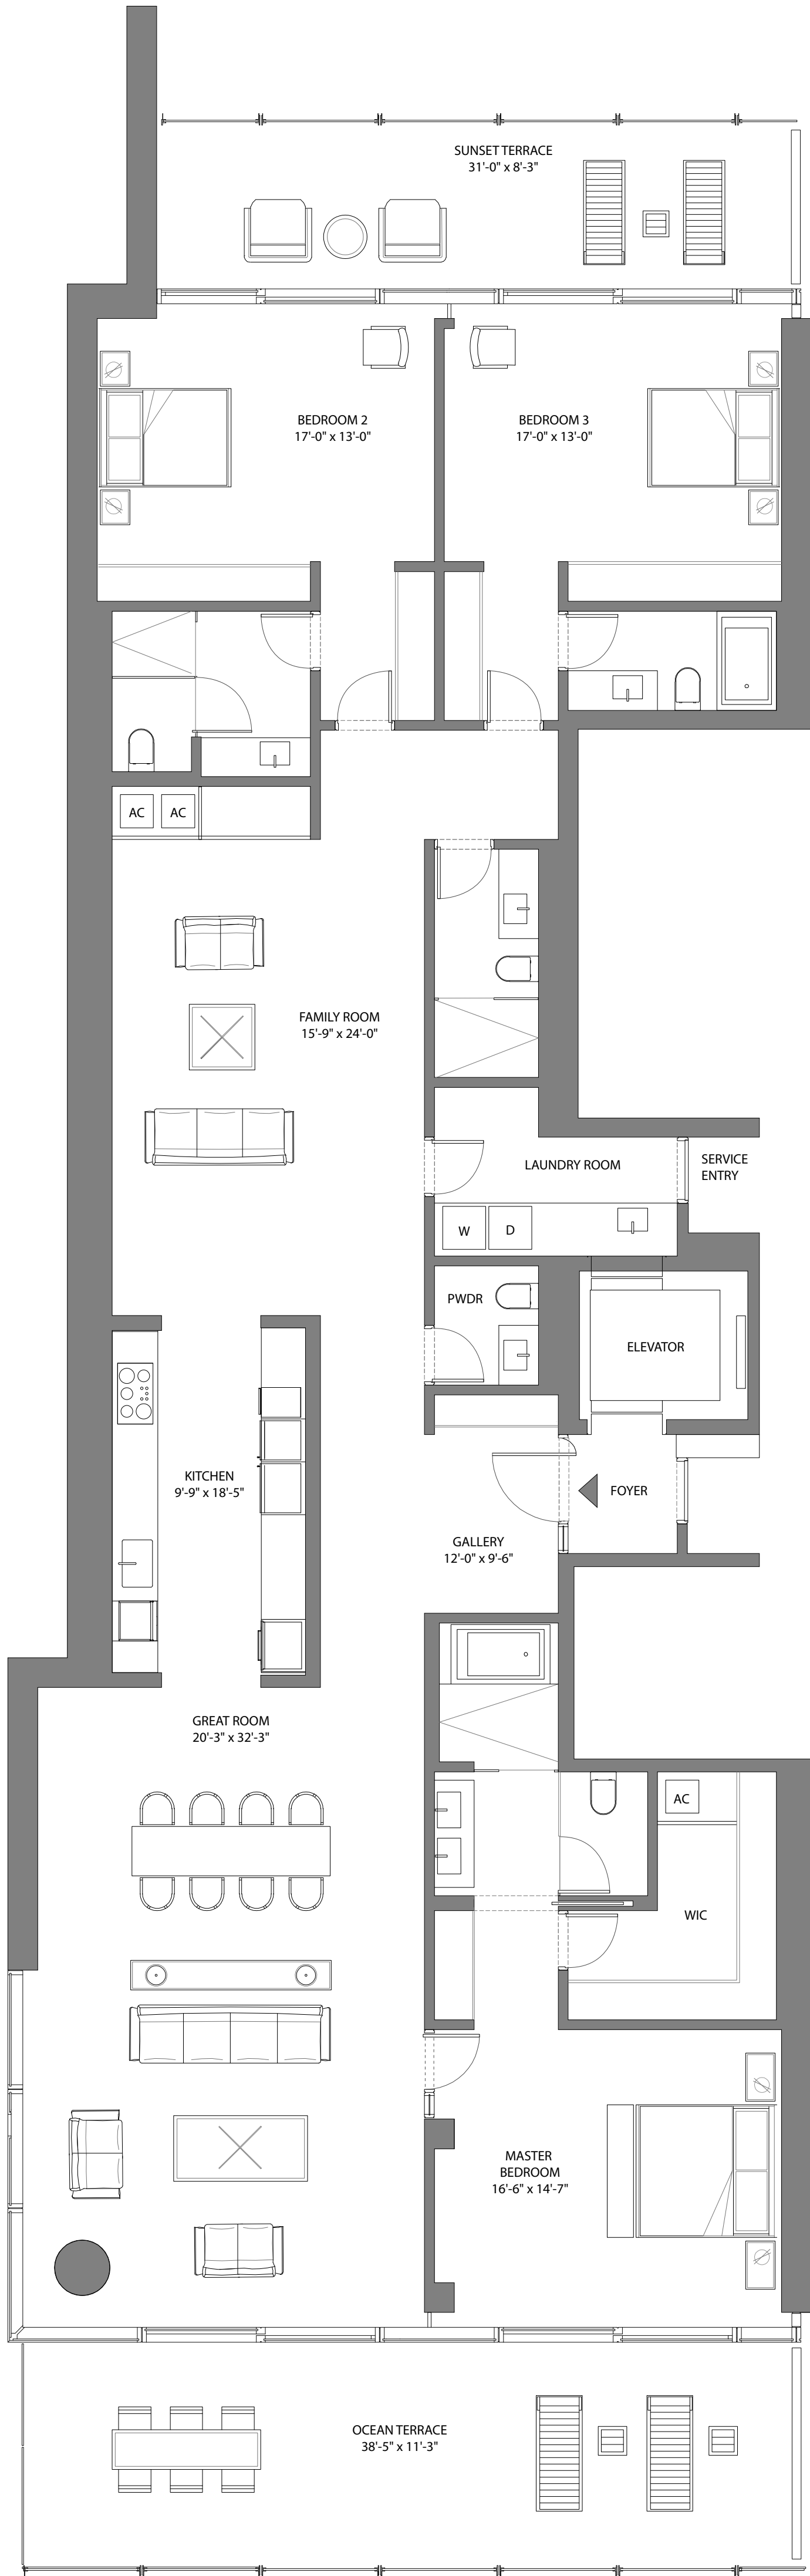 SUNSET TERRACE
31'-0" x 8'-3"
BEDROOM 2
17'-0" x 13'-0"
BEDROOM 3
17'-0" x 13'-0"
AC
AC
FAMILY ROOM
15'-9" x 24'-0"
LAUNDRY ROOM
SERVICE
ENTRY
W
D
PWDR
ELEVATOR
KITCHEN
9'-9" x 18'-5"
FOYER
GALLERY
12'-0" x 9'-6"
GREAT ROOM
20'-3" x 32'-3"
AC
WIC
MASTER
BEDROOM
16'-6" x 14'-7"
OCEAN TERRACE
38'-5" x 11'-3"